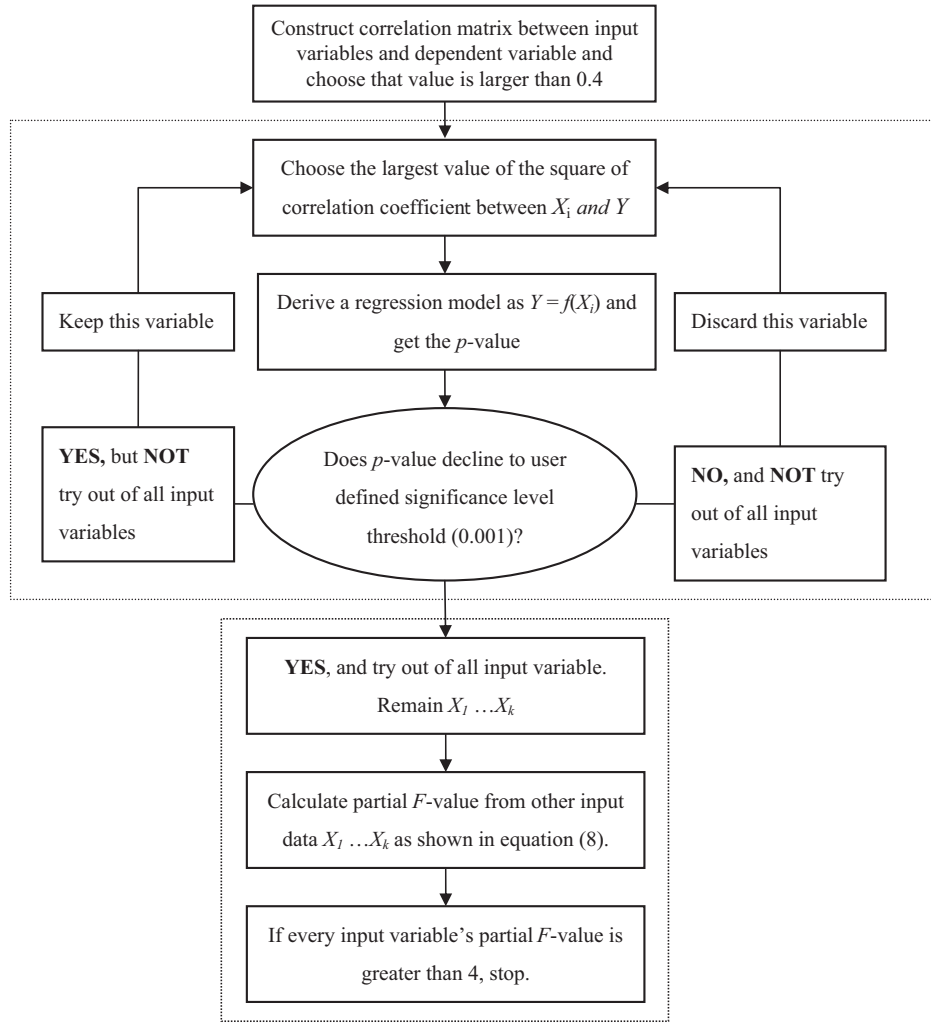 Construct correlation matrix between input
variables and dependent variable and
choose that value is larger than 0.4
Choose the largest value of the square of
correlation coefficient between Xi and Y
Derive a regression model as Y = f(Xi) and
get the p-value
Keep this variable
Discard this variable
Does p-value decline to user
defined significance level
threshold (0.001)?
YES, but NOT
try out of all input
variables
NO, and NOT try
out of all input
variables
YES, and try out of all input variable.
Remain X1 …Xk
Calculate partial F-value from other input
data X1 …Xk as shown in equation (8).
If every input variable’s partial F-value is
greater than 4, stop.